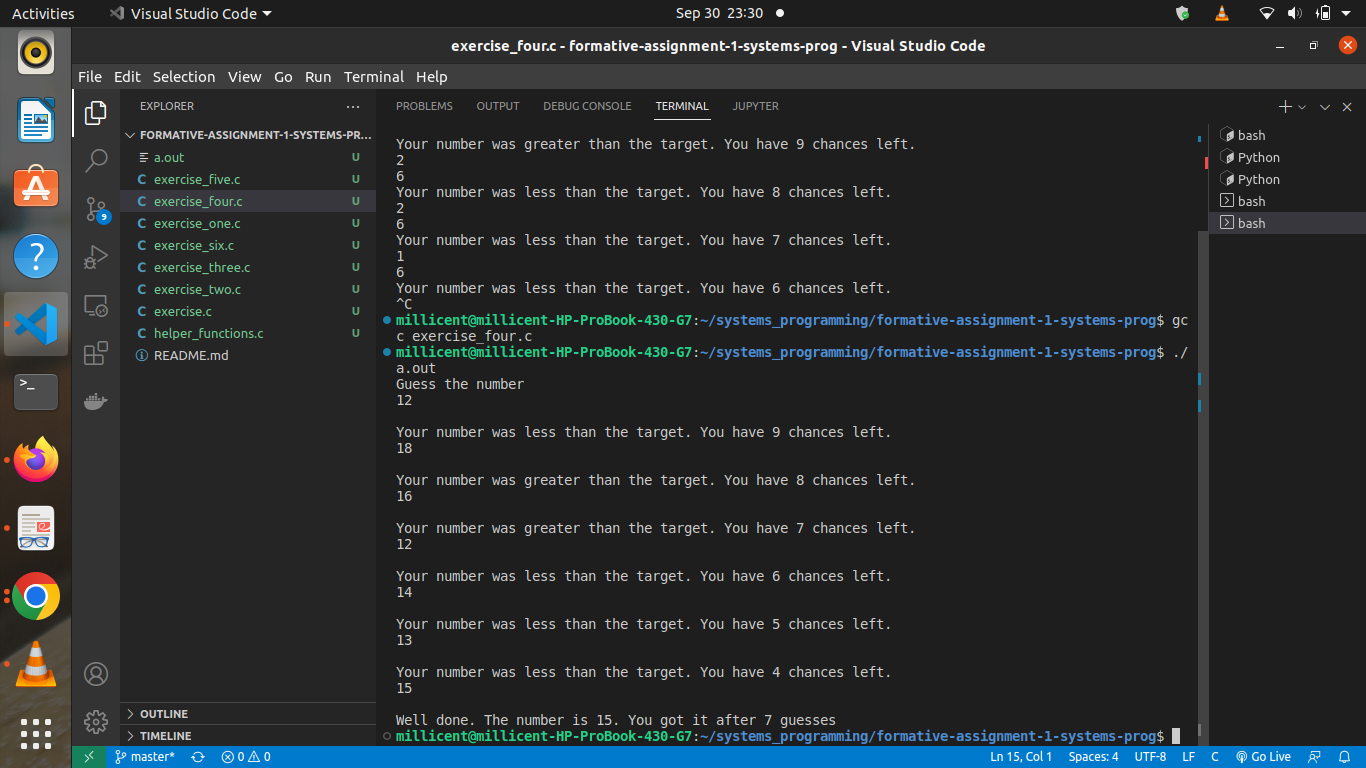 Activities Visual Studio Code Sep 30 23:30
exercise_four.c - formative-assignment-1-systems-prog - Visual Studio Code
File Edit Selection View Go Run Terminal Help
EXPLORER
FORMATIVE-ASSIGNMENT-1-SYSTEMS-PR...
a.out U
C exercise_five.c U
C exercise_four.c U
C exercise_one.c U
C exercise_six.c U
C exercise_three.c U
C exercise_two.c U
C exercise.c U
C helper_functions.c U
README.md
OUTLINE
TIMELINE
9
PROBLEMS OUTPUT DEBUG CONSOLE TERMINAL JUPYTER
Your number was greater than the target. You have 9 chances left.
2
6
Your number was less than the target. You have 8 chances left.
2
6
Your number was less than the target. You have 7 chances left.
1
6
Your number was less than the target. You have 6 chances left.
^C
millicent@millicent-HP-ProBook-430-G7:~/systems_programming/formative-assignment-1-systems-prog$ gc
c exercise_four.c
millicent@millicent-HP-ProBook-430-G7:~/systems_programming/formative-assignment-1-systems-prog$ ./
a.out
Guess the number
12
Your number was less than the target. You have 9 chances left.
18
Your number was greater than the target. You have 8 chances left.
16
Your number was greater than the target. You have 7 chances left.
12
Your number was less than the target. You have 6 chances left.
14
Your number was less than the target. You have 5 chances left.
13
Your number was less than the target. You have 4 chances left.
15
Well done. The number is 15. You got it after 7 guesses
millicent@millicent-HP-ProBook-430-G7:~/systems_programming/formative-assignment-1-systems-prog$
bash
Python
Python
bash
bash
master* 0 0 Ln 15, Col 1 Spaces: 4 UTF-8 LF C Go Live